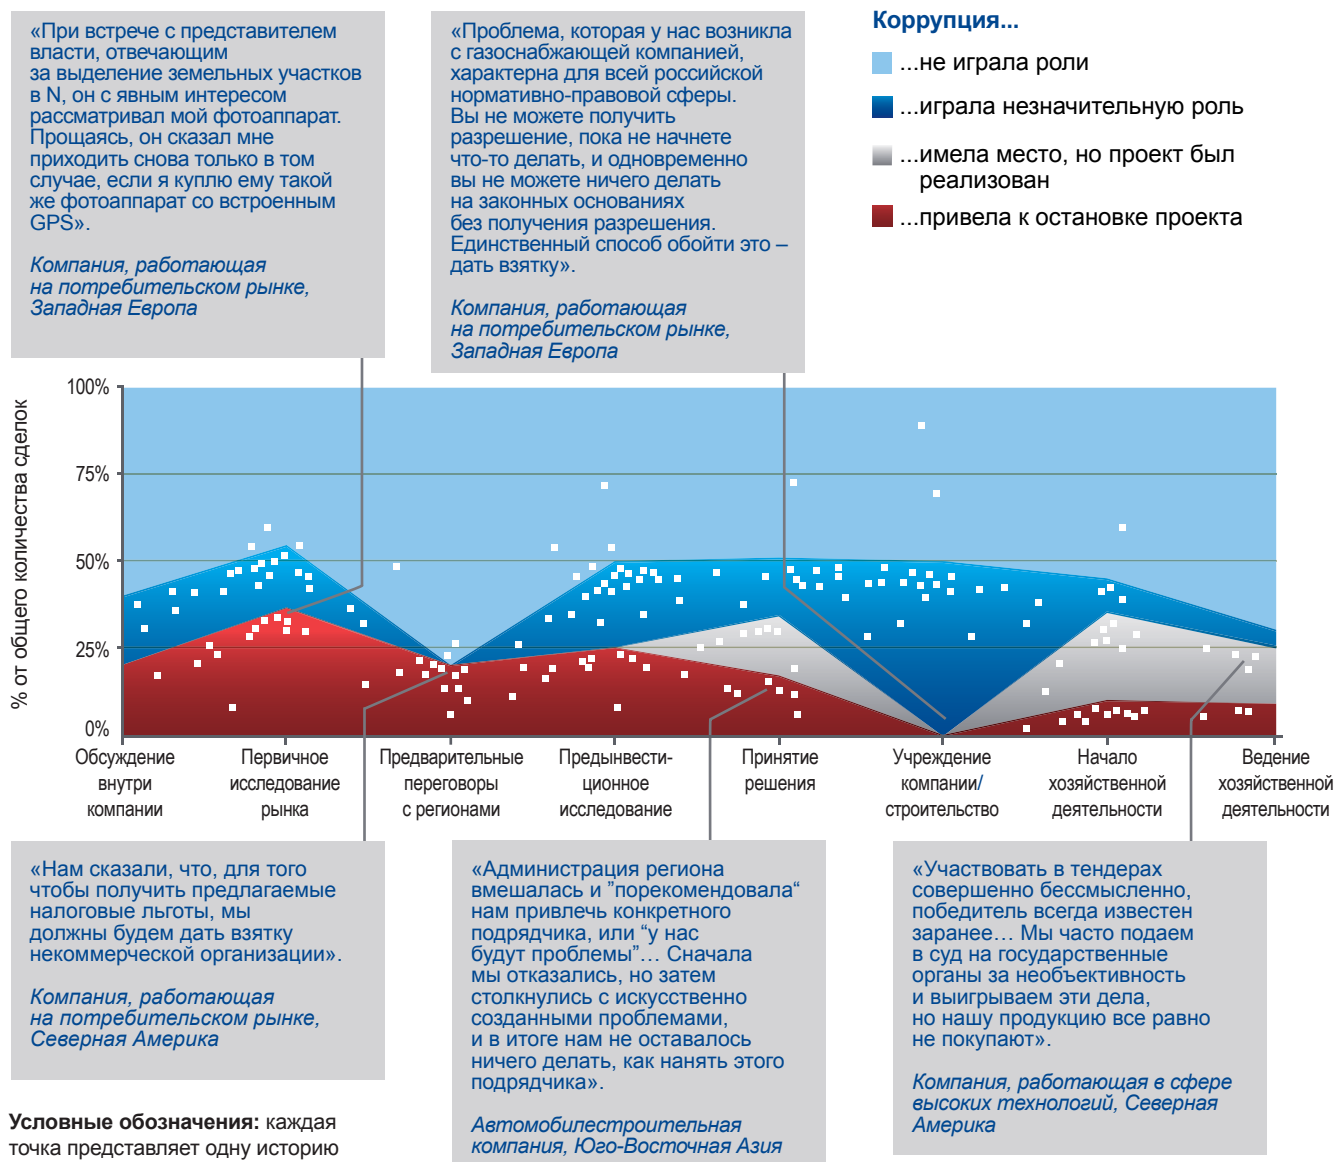 «При встрече с представителем
власти, отвечающим
за выделение земельных участков
в N, он с явным интересом
рассматривал мой фотоаппарат.
Прощаясь, он сказал мне
приходить снова только в том
случае, если я куплю ему такой
же фотоаппарат со встроенным
GPS».
Компания, работающая
на потребительском рынке,
Западная Европа
«Проблема, которая у нас возникла
с газоснабжающей компанией,
характерна для всей российской
нормативно-правовой сферы.
Вы не можете получить
разрешение, пока не начнете
что-то делать, и одновременно
вы не можете ничего делать
на законных основаниях
без получения разрешения.
Единственный способ обойти это –
дать взятку».
Компания, работающая
на потребительском рынке,
Западная Европа
Коррупция...
...не играла роли
...играла незначительную роль
...имела место, но проект был
реализован
...привела к остановке проекта
% от общего количества сделок
100%
75%
50%
25%
0%
Обсуждение
внутри
компании
Первичное
исследование
рынка
Предварительные
переговоры
с регионами
Предынвести-
ционное
исследование
Принятие
решения
Учреждение
компании/
строительство
Начало
хозяйственной
деятельности
Ведение
хозяйственной
деятельности
«Нам сказали, что, для того
чтобы получить предлагаемые
налоговые льготы, мы
должны будем дать взятку
некоммерческой организации».
Компания, работающая
на потребительском рынке,
Северная Америка
«Администрация региона
вмешалась и ”порекомендовала“
нам привлечь конкретного
подрядчика, или “у нас
будут проблемы”… Сначала
мы отказались, но затем
столкнулись с искусственно
созданными проблемами,
и в итоге нам не оставалось
ничего делать, как нанять этого
подрядчика».
Автомобилестроительная
компания, Юго-Восточная Азия
«Участвовать в тендерах
совершенно бессмысленно,
победитель всегда известен
заранее… Мы часто подаем
в суд на государственные
органы за необъективность
и выигрываем эти дела,
но нашу продукцию все равно
не покупают».
Компания, работающая в сфере
высоких технологий, Северная
Америка
Условные обозначения: каждая
точка представляет одну историю